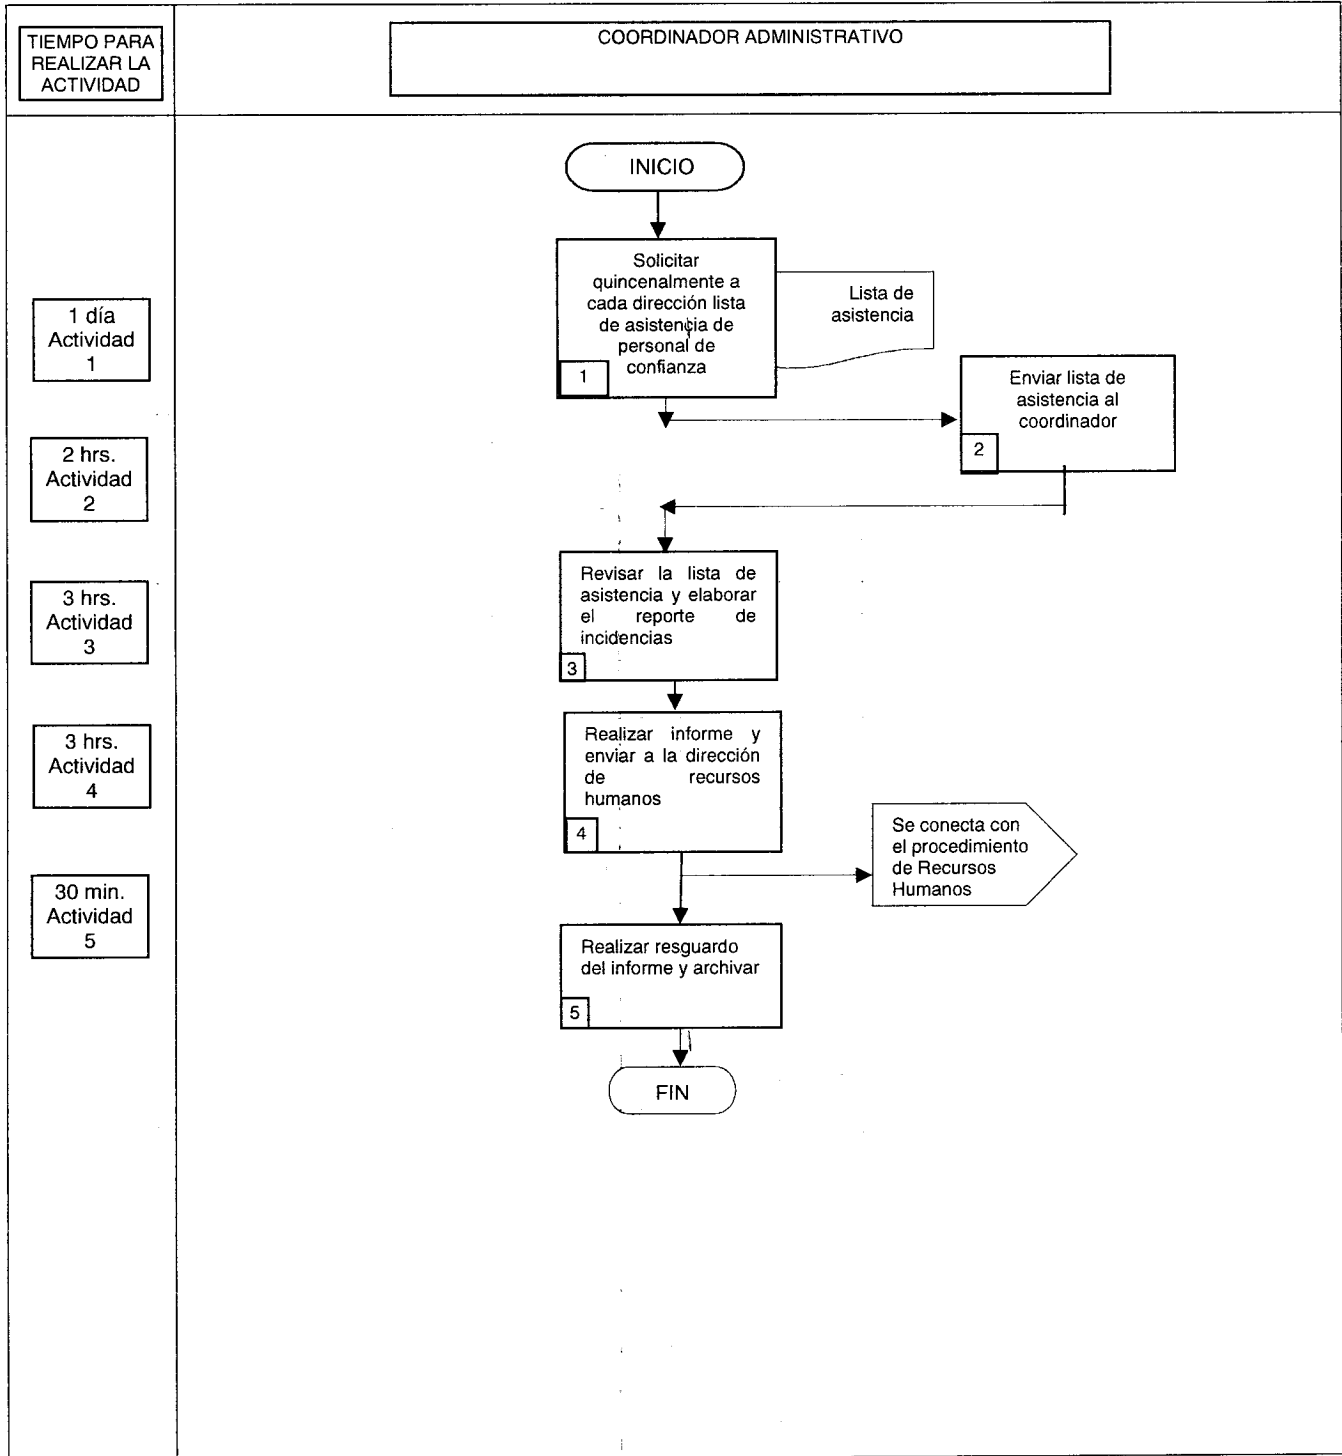 TIEMPO PARA
REALIZAR LA
ACTIVIDAD
COORDINADOR ADMINISTRATIVO
INICIO
Solicitar
quincenalmente a
cada dirección lista
de asistencia de
personal de
confianza
1
Lista de
asistencia
1 día
Actividad
1
Enviar lista de
asistencia al
coordinador
2
2 hrs.
Actividad
2
Revisar la lista de
asistencia y elaborar
el reporte de
incidencias
3
3 hrs.
Actividad
3
Realizar informe y
enviar a la dirección
de recursos
humanos
4
3 hrs.
Actividad
4
Se conecta con
el procedimiento
de Recursos
Humanos
30 min.
Actividad
5
Realizar resguardo
del informe y archivar
5
FIN